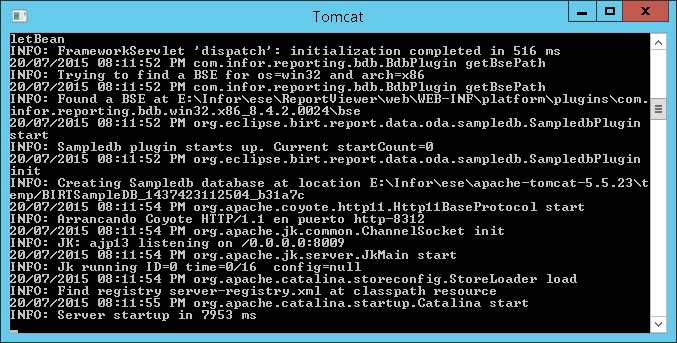 Tomcat
letBean
INFO: FrameworkServlet 'dispatch': initialization completed in 516 ms
20/07/2015 08:11:52 PM com.infor.reporting.bdb.BdbPlugin getBsePath
INFO: Trying to find a BSE for os=win32 and arch=x86
20/07/2015 08:11:52 PM com.infor.reporting.bdb.BdbPlugin getBsePath
INFO: Found a BSE at E:\Infor\ese\ReportViewer\web\WEB-INF\platform\plugins\com.
infor.reporting.bdb.win32.x86_8.4.2.0024\bse
20/07/2015 08:11:52 PM org.eclipse.birt.report.data.oda.sampledb.SampledbPlugin
start
INFO: Sampledb plugin starts up. Current startCount=0
20/07/2015 08:11:52 PM org.eclipse.birt.report.data.oda.sampledb.SampledbPlugin
init
INFO: Creating Sampledb database at location E:\Infor\ese\apache-tomcat-5.5.23\t
emp/BIRTSampleDB_1437423112504_b31a7c
20/07/2015 08:11:54 PM org.apache.coyote.http11.Http11BaseProtocol start
INFO: Arrancando Coyote HTTP/1.1 en puerto http-8312
20/07/2015 08:11:54 PM org.apache.jk.common.ChannelSocket init
INFO: JK: ajp13 listening on /0.0.0.0:8009
20/07/2015 08:11:54 PM org.apache.jk.server.JkMain start
INFO: Jk running ID=0 time=0/16  config=null
20/07/2015 08:11:54 PM org.apache.catalina.storeconfig.StoreLoader load
INFO: Find registry server-registry.xml at classpath resource
20/07/2015 08:11:55 PM org.apache.catalina.startup.Catalina start
INFO: Server startup in 7953 ms